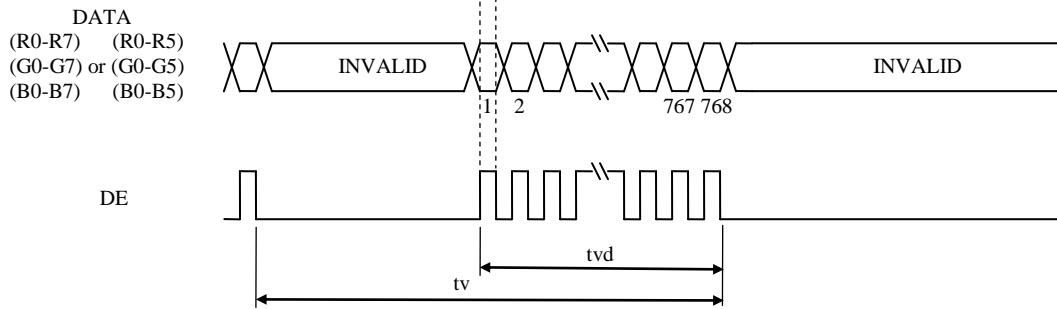 DATA
(R0-R7) (R0-R5)
(G0-G7) or (G0-G5)
(B0-B7) (B0-B5)
INVALID INVALID
1 2 767 768
DE
tvd
tv